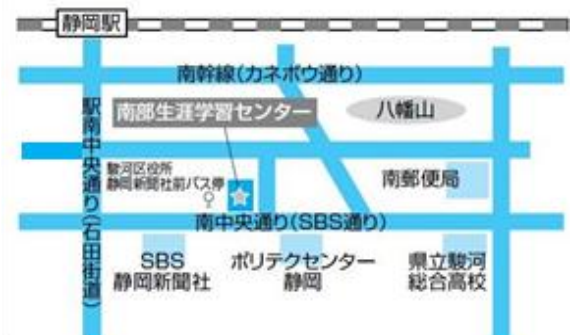 静岡駅
南幹線(カネボウ通り)
南部生涯学習センター
八幡山
駅南中央通り(石田街道)
駿河区役所
静岡新聞社前バス停
南郵便局
南中央通り(SBS通り)
SBS
静岡新聞社
ポリテクセンター
静岡
県立駿河
総合高校